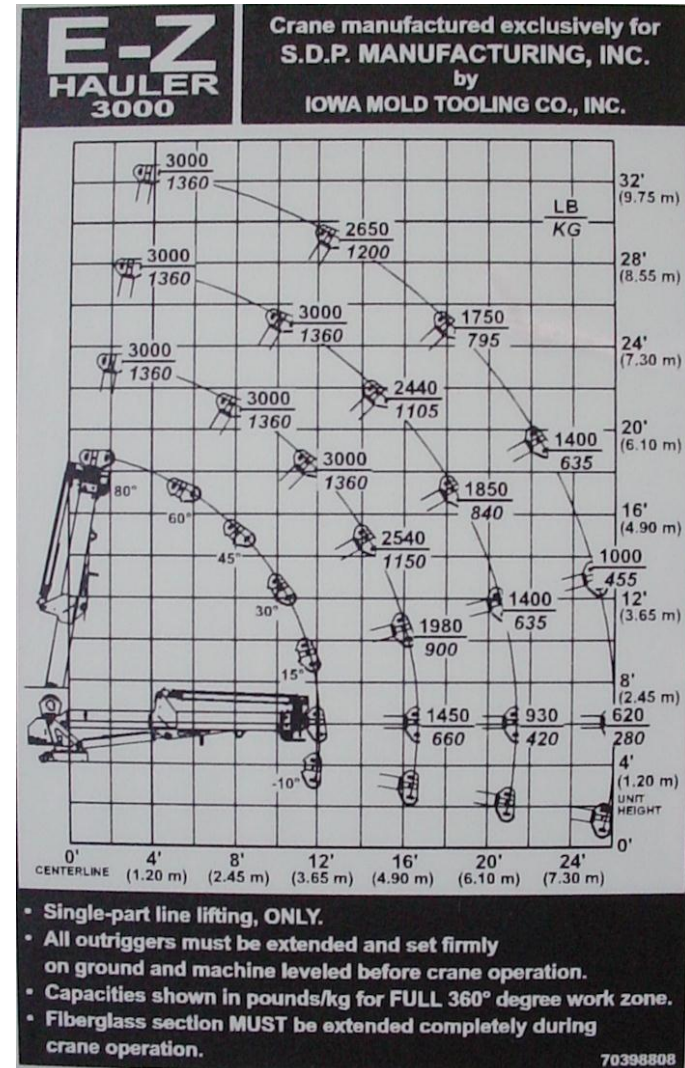 E-Z
HAULER
3000
Crane manufactured exclusively for
S.D.P. MANUFACTURING, INC.
by
IOWA MOLD TOOLING CO., INC.
3000
1360
32'
(9.75 m)
LB
KG
2650
1200
3000
1360
28'
(8.55 m)
3000
1360
1750
795
24'
(7.30 m)
3000
1360
2440
1105
3000
1360
20'
(6.10 m)
1400
635
3000
1360
80°
60°
1850
840
16'
(4.90 m)
45°
2540
1150
1000
455
30°
1400
635
12'
(3.65 m)
1980
900
15°
8'
(2.45 m)
1450
660
930
420
620
280
-10°
4'
(1.20 m)
UNIT
HEIGHT
0'
0' 4' 8' 12' 16' 20' 24'
CENTERLINE (1.20 m) (2.45 m) (3.65 m) (4.90 m) (6.10 m) (7.30 m)
• Single-part line lifting, ONLY.
• All outriggers must be extended and set firmly
on ground and machine leveled before crane operation.
• Capacities shown in pounds/kg for FULL 360° degree work zone.
• Fiberglass section MUST be extended completely during
crane operation.
70398808